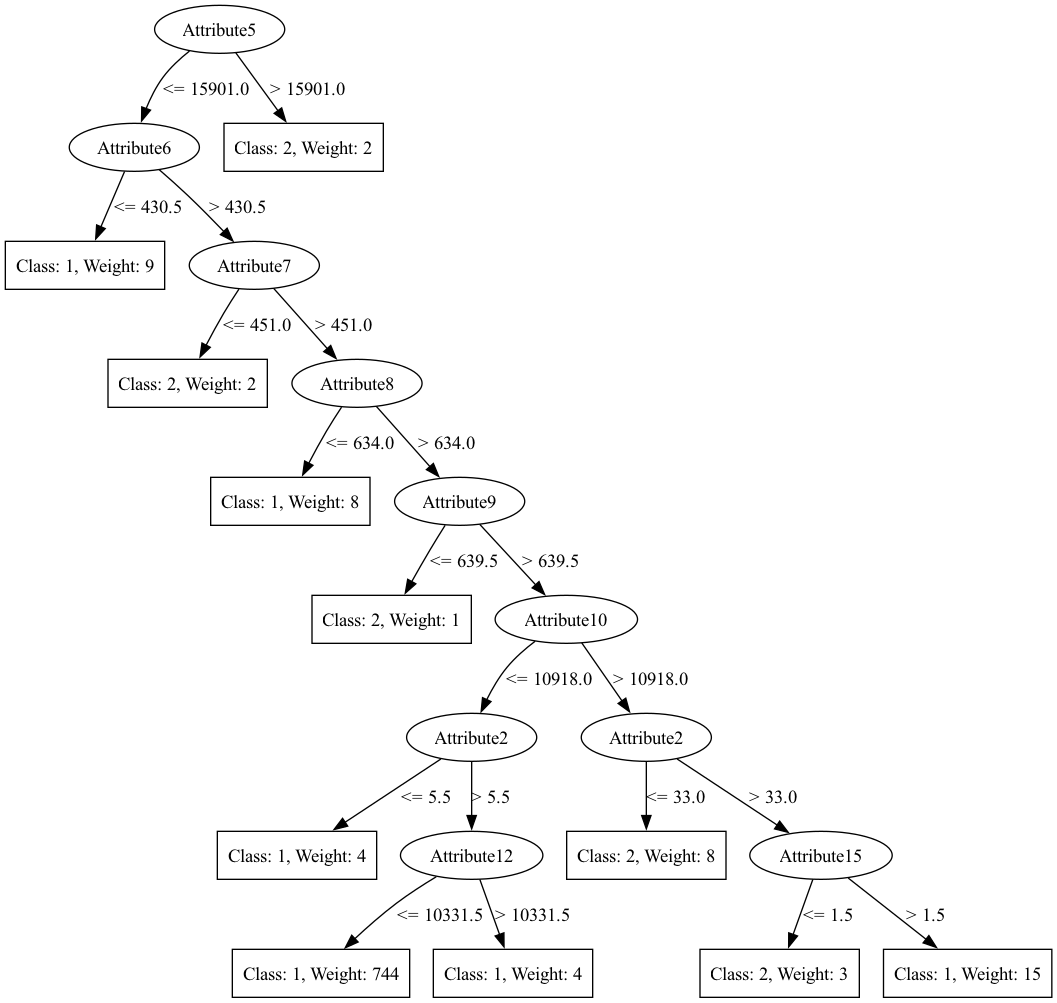 Attribute5
<= 15901.0
> 15901.0
Attribute6
Class: 2, Weight: 2
<= 430.5
> 430.5
Class: 1, Weight: 9
Attribute7
<= 451.0
> 451.0
Class: 2, Weight: 2
Attribute8
<= 634.0
> 634.0
Class: 1, Weight: 8
Attribute9
<= 639.5
> 639.5
Class: 2, Weight: 1
Attribute10
<= 10918.0
> 10918.0
Attribute2
Attribute2
<= 5.5
> 5.5
<= 33.0
> 33.0
Class: 1, Weight: 4
Attribute12
Class: 2, Weight: 8
Attribute15
<= 10331.5
> 10331.5
<= 1.5
> 1.5
Class: 1, Weight: 744
Class: 1, Weight: 4
Class: 2, Weight: 3
Class: 1, Weight: 15